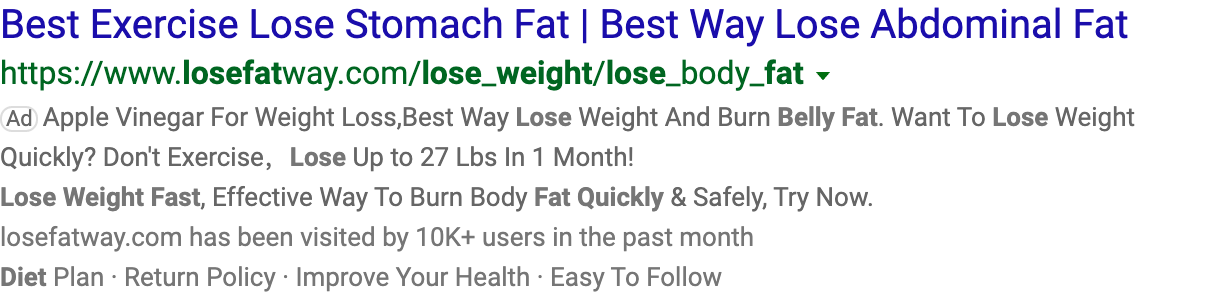 Best Exercise Lose Stomach Fat | Best Way Lose Abdominal Fat
https://www.losefatway.com/lose_weight/lose_body_fat
Ad Apple Vinegar For Weight Loss,Best Way Lose Weight And Burn Belly Fat. Want To Lose Weight
Quickly? Don't Exercise，Lose Up to 27 Lbs In 1 Month!
Lose Weight Fast, Effective Way To Burn Body Fat Quickly & Safely, Try Now.
losefatway.com has been visited by 10K+ users in the past month
Diet Plan · Return Policy · Improve Your Health · Easy To Follow